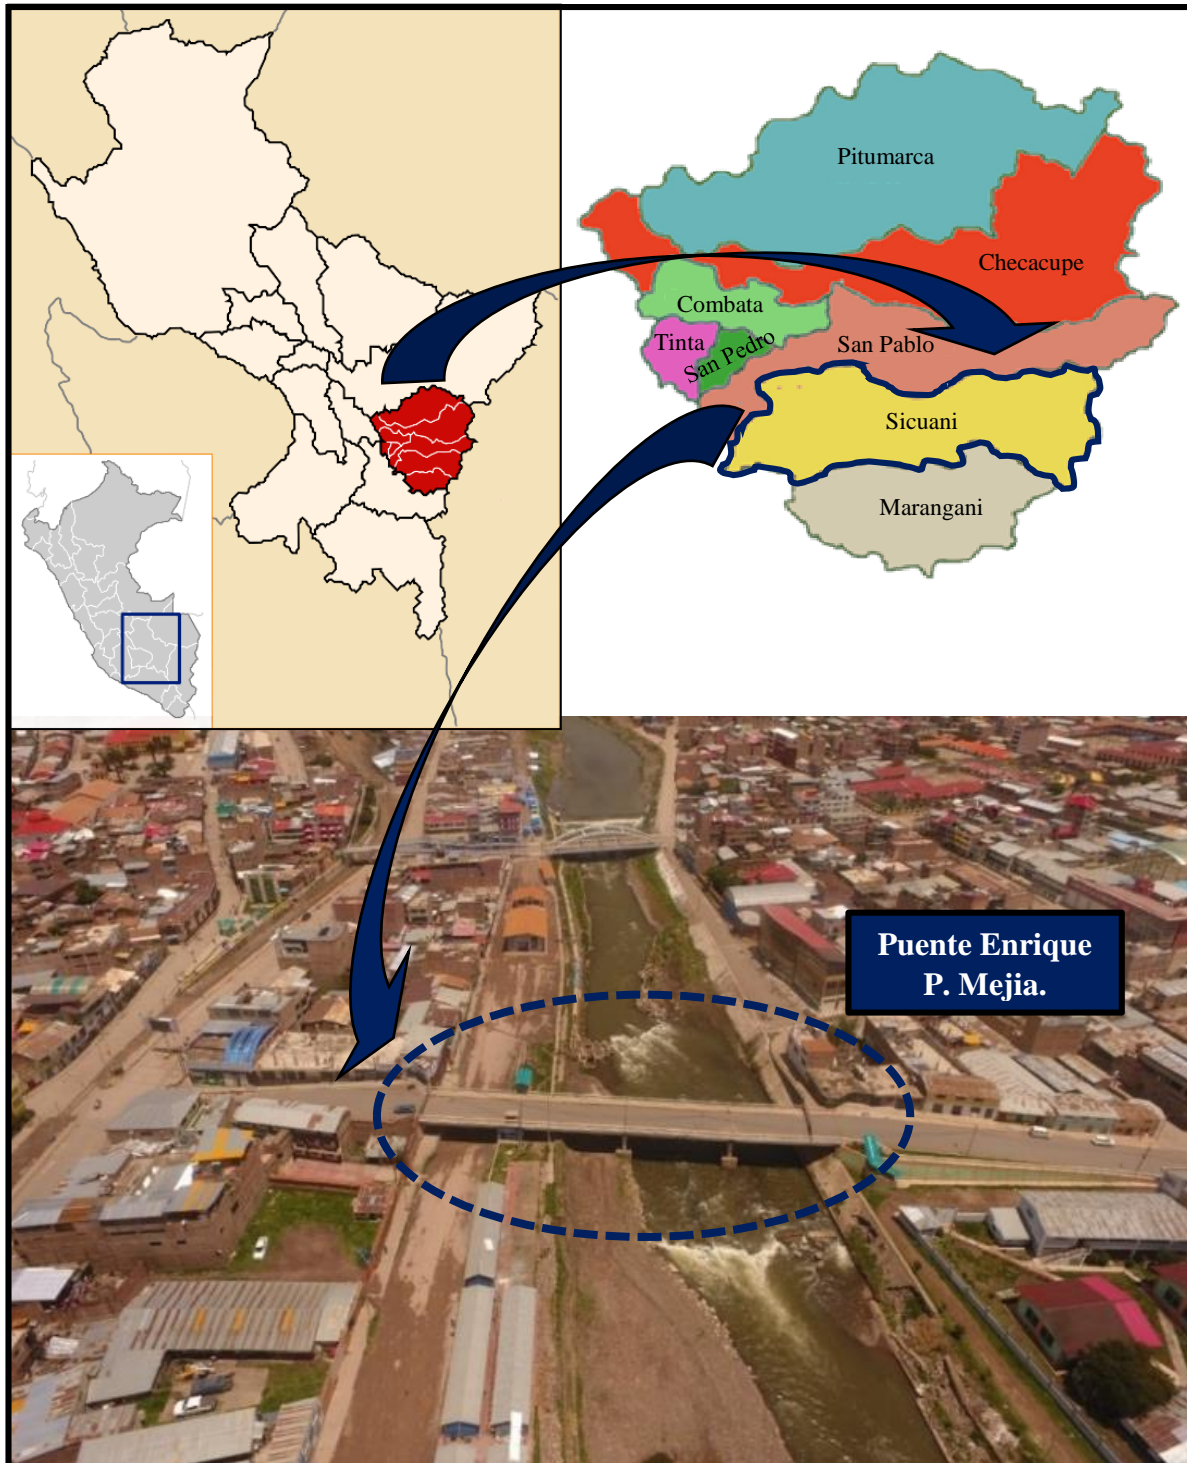 Pitumarca
Checacupe
Combata
Tinta
San Pedro
San Pablo
Sicuani
Marangani
Puente Enrique
P. Mejia.